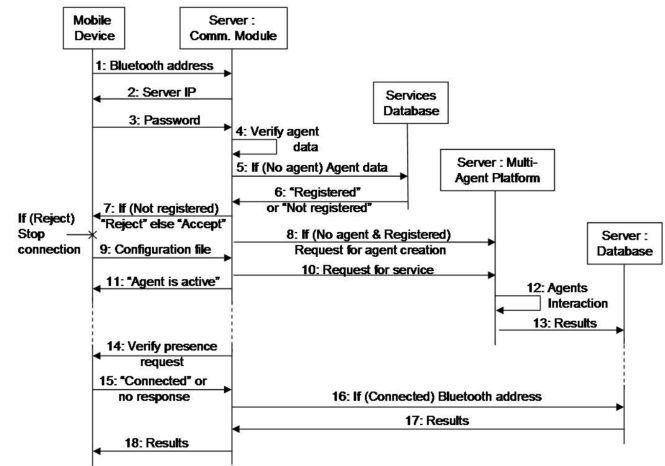 Mobile
Device
Server :
Comm. Module
1: Bluetooth address
2: Server IP
3: Password
Services
Database
4: Verify agent
data
5: If (No agent) Agent data
Server : Multi-
Agent Platform
6: "Registered"
or "Not registered"
7: If (Not registered)
"Reject" else "Accept"
If (Reject)
Stop
connection
8: If (No agent & Registered)
Request for agent creation
Server :
Database
9: Configuration file
10: Request for service
11: "Agent is active"
12: Agents
Interaction
13: Results
14: Verify presence
request
15: "Connected" or
no response
16: If (Connected) Bluetooth address
17: Results
18: Results